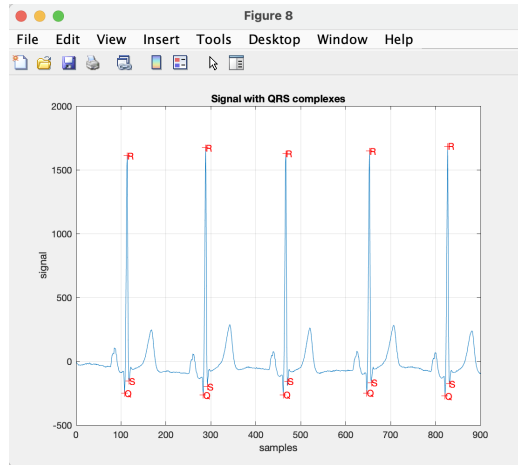 Figure 8
File Edit View Insert Tools Desktop Window Help
Signal with QRS complexes
2000
1500
1000
500
0
-500
signal
R R R R R
S S S S S
Q Q Q Q Q
0 100 200 300 400 500 600 700 800 900
samples